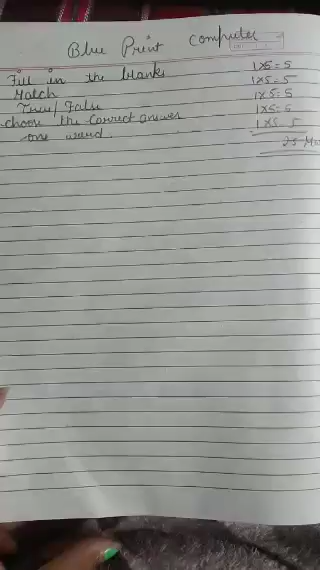 Blue Print Computer
Fill in the blanks 1×5=5
Match 1×5=5
True/False 1×5=5
choose the correct answer 1×5=5
one word 1×5 5
25